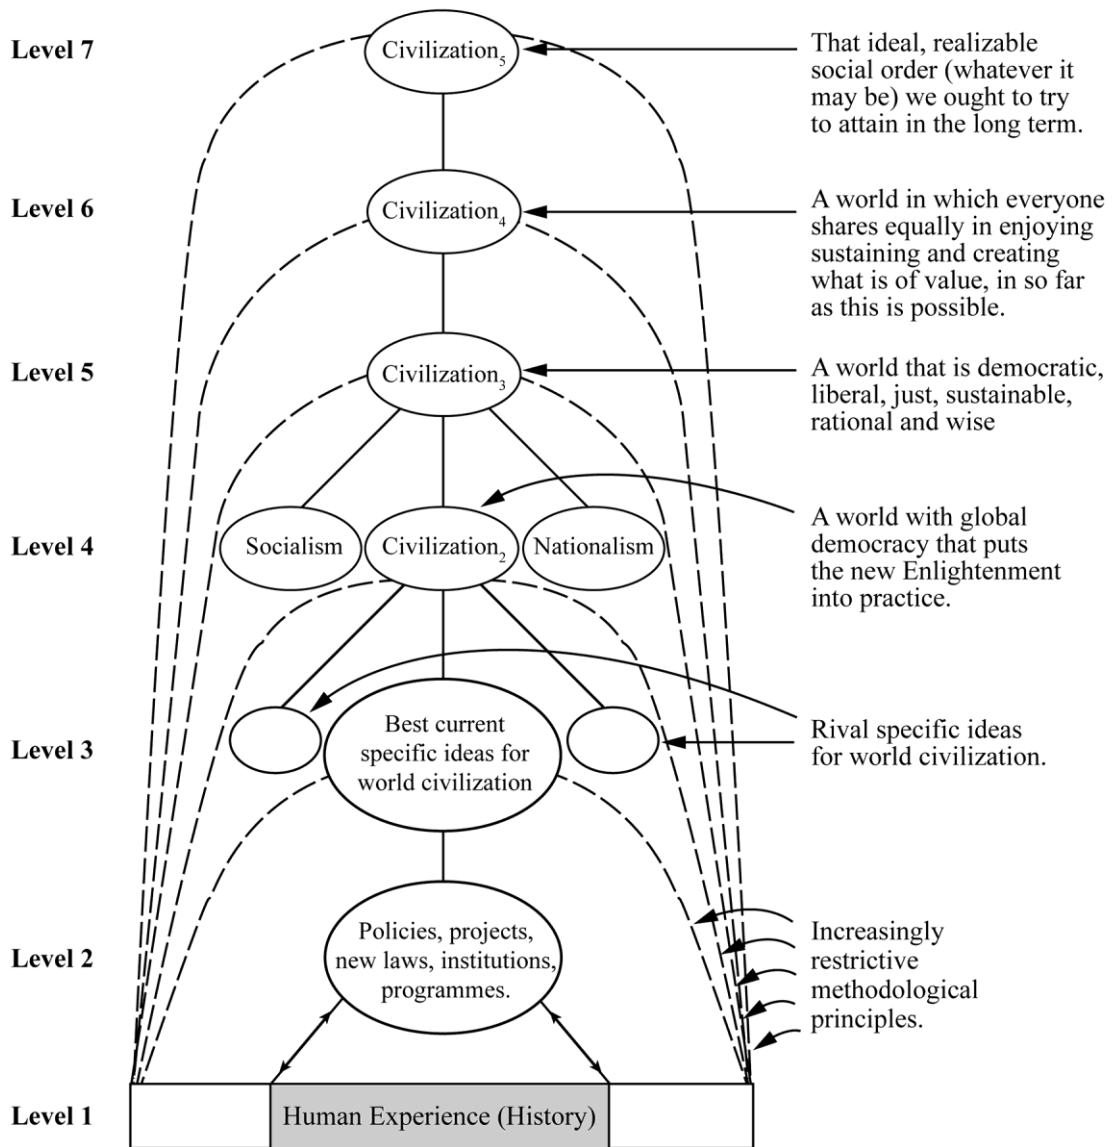 Level 7
Civilization₅
That ideal, realizable
social order (whatever it
may be) we ought to try
to attain in the long term.
Level 6
Civilization₄
A world in which everyone
shares equally in enjoying
sustaining and creating
what is of value, in so far
as this is possible.
Level 5
Civilization₃
A world that is democratic,
liberal, just, sustainable,
rational and wise
Level 4
Socialism
Civilization₂
Nationalism
A world with global
democracy that puts
the new Enlightenment
into practice.
Level 3
Best current
specific ideas for
world civilization
Rival specific ideas
for world civilization.
Level 2
Policies, projects,
new laws, institutions,
programmes.
Increasingly
restrictive
methodological
principles.
Level 1
Human Experience (History)